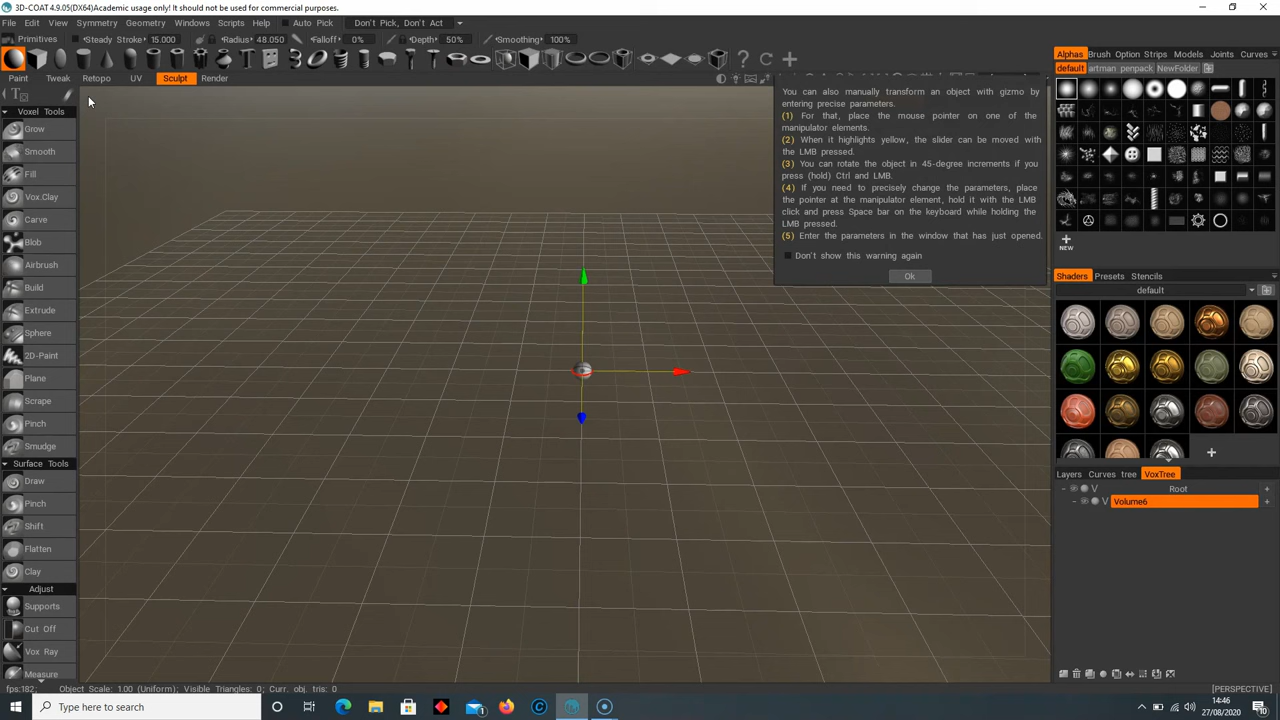 3D-COAT 4.9.05(DX64)Academic usage only! It should not be used for commercial purposes.
File Edit View Symmetry Geometry Windows Scripts Help Auto Pick Don't Pick, Don't Act
Primitives Steady Stroke 15.000 Radius 48.050 Falloff 0% Depth 50% Smoothing 100%
Paint Tweak Retopo UV Sculpt Render
Voxel Tools
Grow
Smooth
Fill
Vox.Clay
Carve
Blob
Airbrush
Build
Extrude
Sphere
2D-Paint
Plane
Scrape
Pinch
Smudge
Surface Tools
Draw
Pinch
Shift
Flatten
Clay
Adjust
Supports
Cut Off
Vox Ray
Measure
You can also manually transform an object with gizmo by
entering precise parameters.
(1) For that, place the mouse pointer on one of the
manipulator elements.
(2) When it highlights yellow, the slider can be moved with
the LMB pressed.
(3) You can rotate the object in 45-degree increments if you
press (hold) Ctrl and LMB.
(4) If you need to precisely change the parameters, place
the pointer at the manipulator element, hold it with the LMB
click and press Space bar on the keyboard while holding the
LMB pressed.
(5) Enter the parameters in the window that has just opened.
Don't show this warning again
Ok
Alphas Brush Option Strips Models Joints Curves
default artman penpack NewFolder
NEW
Shaders Presets Stencils
default
Layers Curves tree VoxTree
V Root +
V Volume6 +
fps:182; Object Scale: 1.00 (Uniform); Visible Triangles: 0; Curr. obj. tris: 0
[PERSPECTIVE]
Type here to search
14:46
27/08/2020